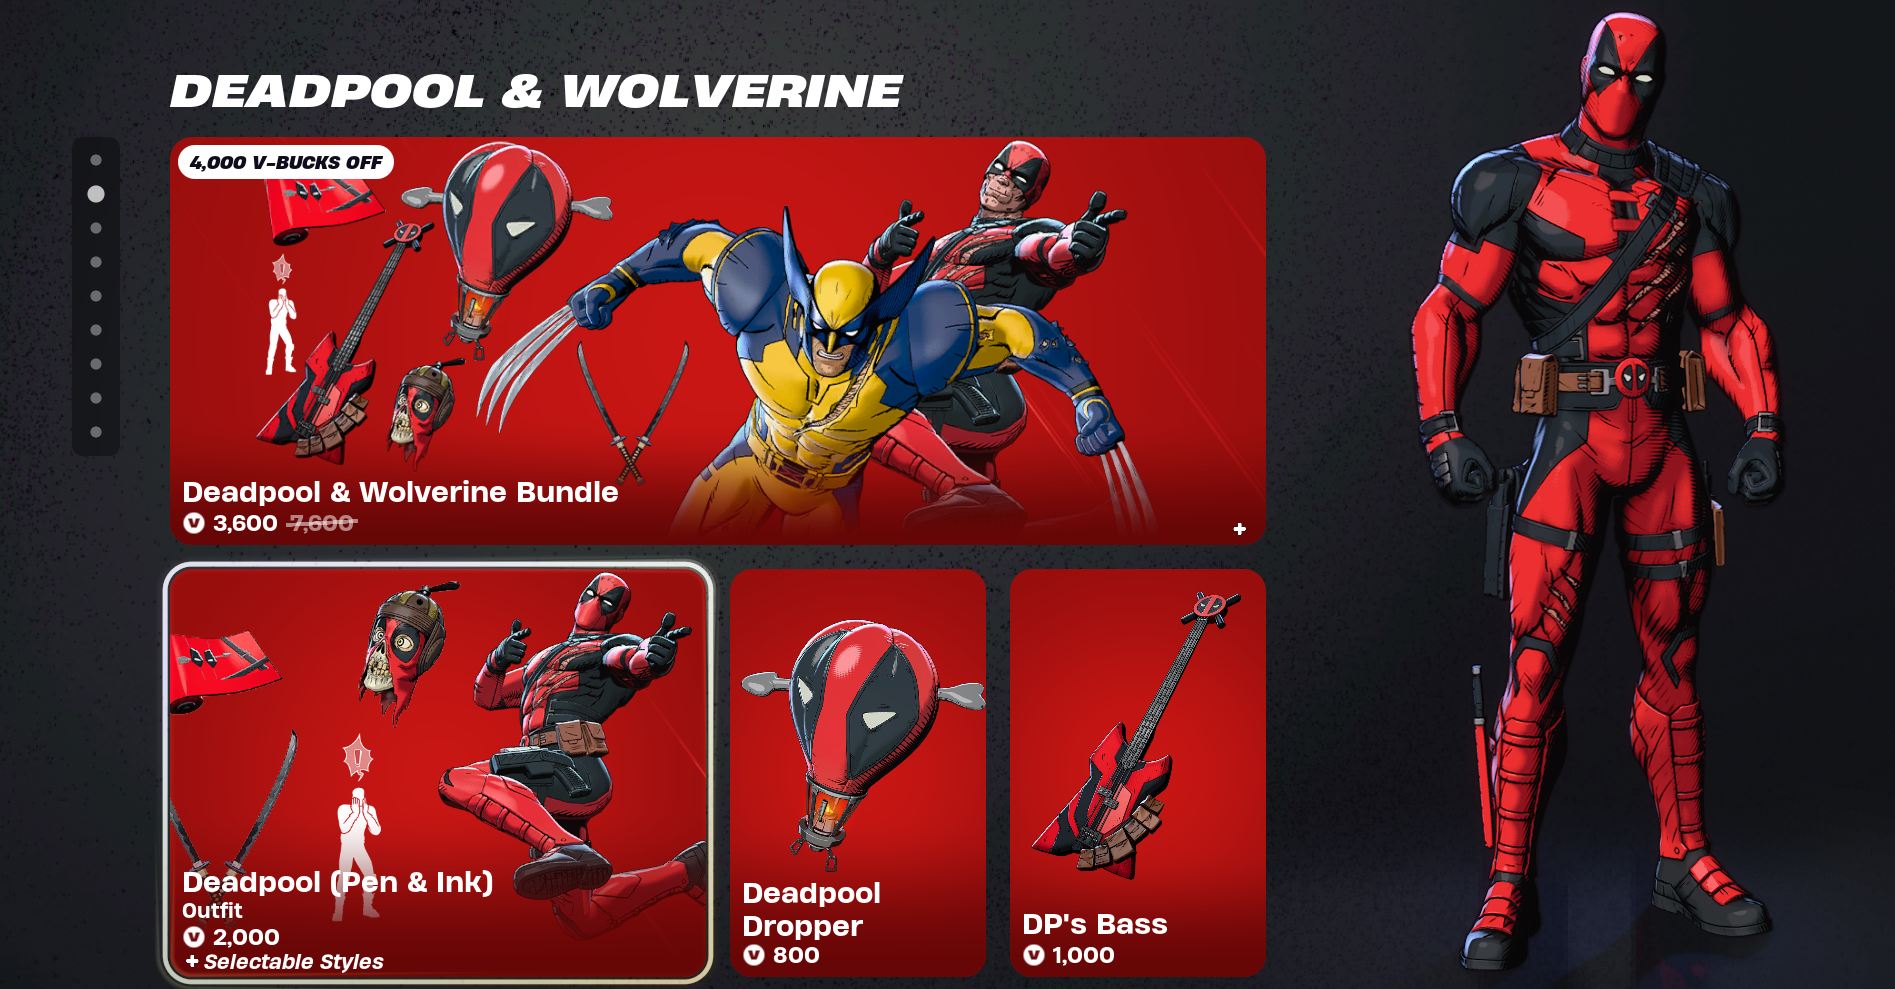 DEADPOOL & WOLVERINE
4,000 V-BUCKS OFF
Deadpool & Wolverine Bundle
3,600 7,600
+
Deadpool (Pen & Ink)
Outfit
2,000
+ Selectable Styles
Deadpool
Dropper
800
DP's Bass
1,000